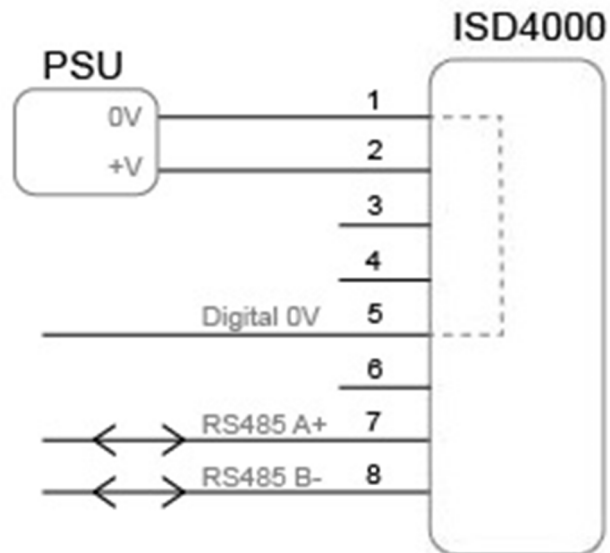 ISD4000
PSU
0V 1
+V 2
3
4
Digital 0V 5
6
RS485 A+ 7
RS485 B- 8